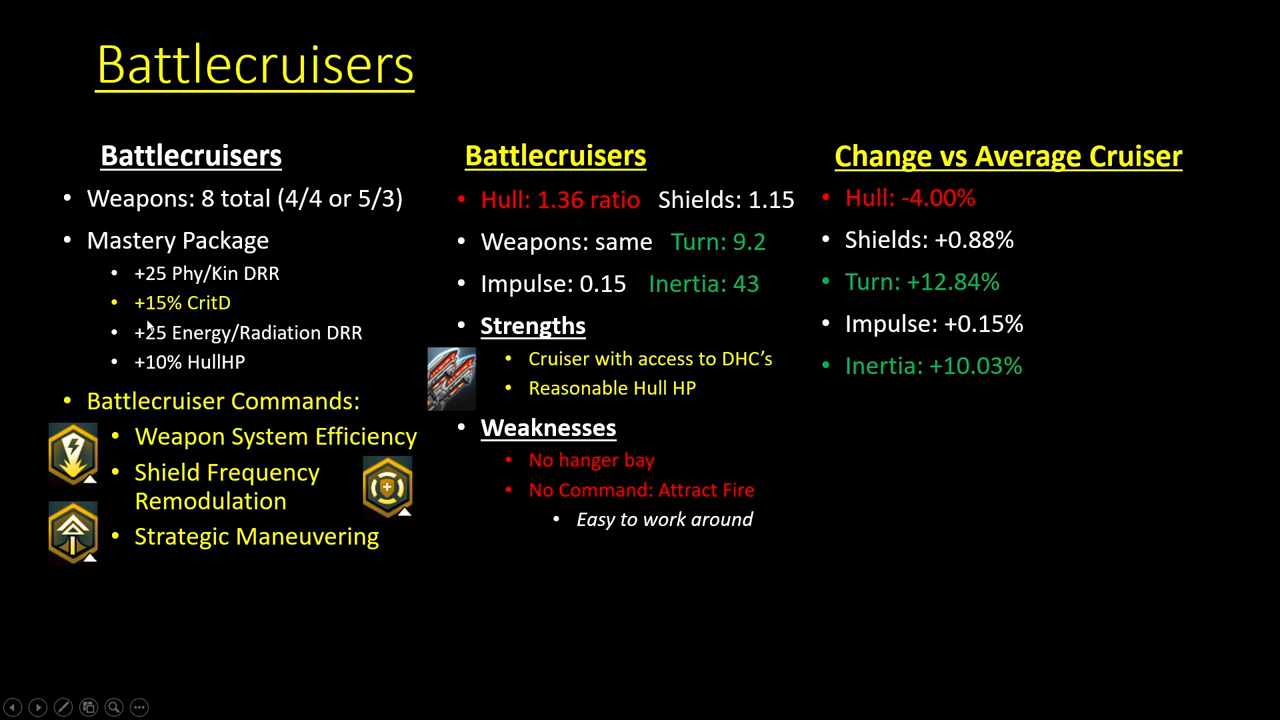 Battlecruisers
Battlecruisers
• Weapons: 8 total (4/4 or 5/3)
• Mastery Package
• +25 Phy/Kin DRR
• +15% CritD
• +25 Energy/Radiation DRR
• +10% HullHP
• Battlecruiser Commands:
• Weapon System Efficiency
• Shield Frequency
Remodulation
• Strategic Maneuvering
Battlecruisers
• Hull: 1.36 ratio Shields: 1.15
• Weapons: same Turn: 9.2
• Impulse: 0.15 Inertia: 43
• Strengths
• Cruiser with access to DHC's
• Reasonable Hull HP
• Weaknesses
• No hanger bay
• No Command: Attract Fire
• Easy to work around
Change vs Average Cruiser
• Hull: -4.00%
• Shields: +0.88%
• Turn: +12.84%
• Impulse: +0.15%
• Inertia: +10.03%